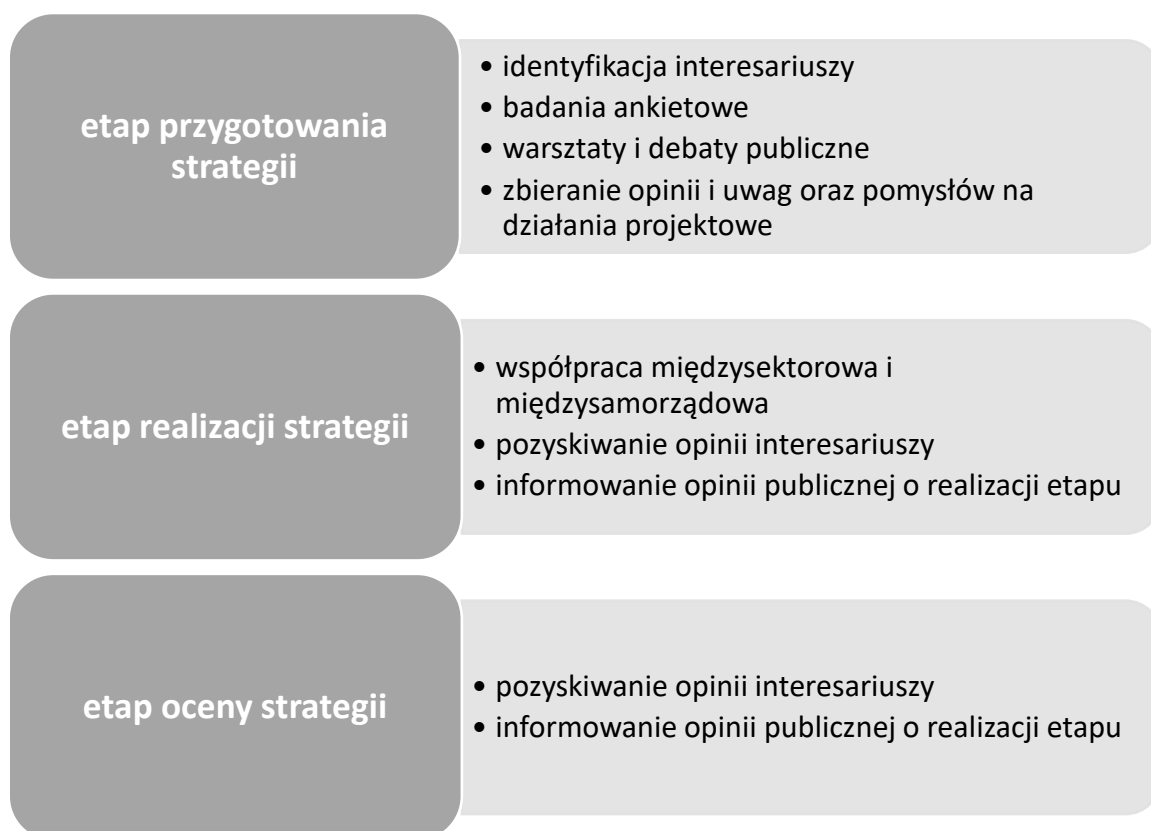 etap przygotowania
strategii
• identyfikacja interesariuszy
• badania ankietowe
• warsztaty i debaty publiczne
• zbieranie opinii i uwag oraz pomysłów na
działania projektowe
etap realizacji strategii
• współpraca międzysektorowa i
międzysamorządowa
• pozyskiwanie opinii interesariuszy
• informowanie opinii publicznej o realizacji etapu
etap oceny strategii
• pozyskiwanie opinii interesariuszy
• informowanie opinii publicznej o realizacji etapu